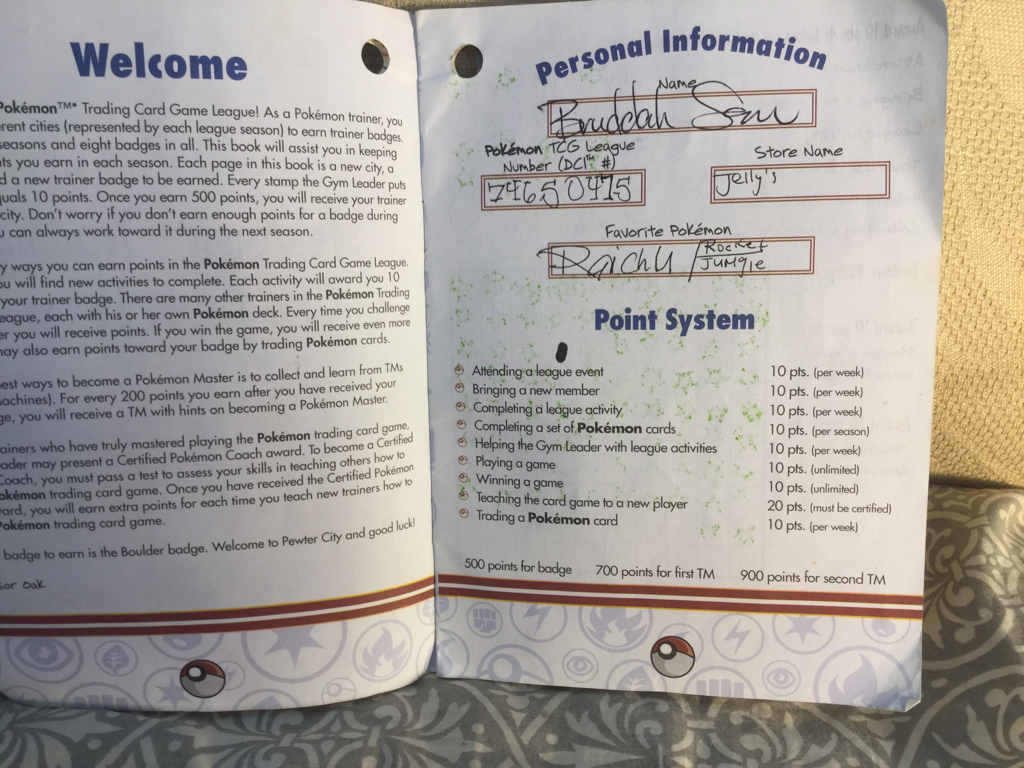 Welcome
Pokémon™* Trading Card Game League! As a Pokémon trainer, you
erent cities (represented by each league season) to earn trainer badges.
seasons and eight badges in all. This book will assist you in keeping
nts you earn in each season. Each page in this book is a new city, a
d a new trainer badge to be earned. Every stamp the Gym Leader puts
quals 10 points. Once you earn 500 points, you will receive your trainer
city. Don't worry if you don't earn enough points for a badge during
u can always work toward it during the next season.
y ways you can earn points in the Pokémon Trading Card Game League.
ou will find new activities to complete. Each activity will award you 10
your trainer badge. There are many other trainers in the Pokémon Trading
eague, each with his or her own Pokémon deck. Every time you challenge
er you will receive points. If you win the game, you will receive even more
may also earn points toward your badge by trading Pokémon cards.
est ways to become a Pokémon Master is to collect and learn from TMs
achines). For every 200 points you earn after you have received your
ge, you will receive a TM with hints on becoming a Pokémon Master.
ainers who have truly mastered playing the Pokémon trading card game,
ader may present a Certified Pokémon Coach award. To become a Certified
Coach, you must pass a test to assess your skills in teaching others how to
okémon trading card game. Once you have received the Certified Pokémon
ard, you will earn extra points for each time you teach new trainers how to
Pokémon trading card game.
badge to earn is the Boulder badge. Welcome to Pewter City and good luck!
sor Oak
Personal Information
Name
Bruddah Sam
Pokémon TCG League
Number (DCI™ #)
74650475
Store Name
Jelly's
Favorite Pokémon
Raichu / Rocket
Jungle
Point System
Attending a league event 10 pts. (per week)
Bringing a new member 10 pts. (per week)
Completing a league activity 10 pts. (per week)
Completing a set of Pokémon cards 10 pts. (per season)
Helping the Gym Leader with league activities 10 pts. (per week)
Playing a game 10 pts. (unlimited)
Winning a game 10 pts. (unlimited)
Teaching the card game to a new player 20 pts. (must be certified)
Trading a Pokémon card 10 pts. (per week)
500 points for badge 700 points for first TM 900 points for second TM